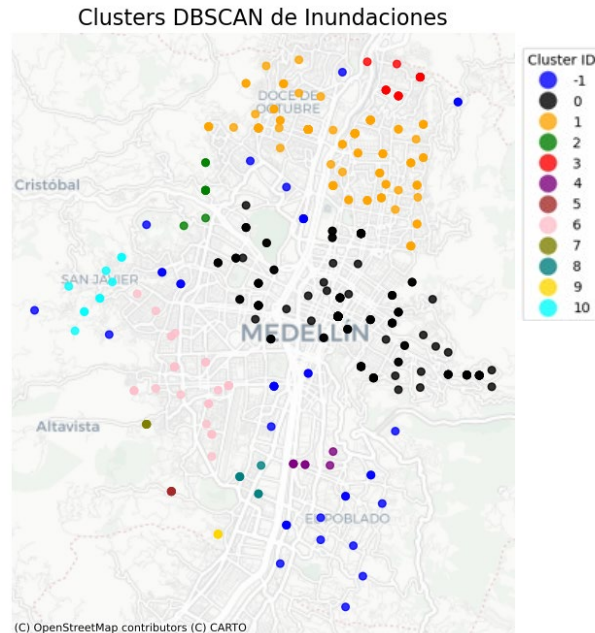 Clusters DBSCAN de Inundaciones
Cluster ID
-1
0
1
2
3
4
5
6
7
8
9
10
DOCE DE
OCTUBRE
Cristóbal
SAN JAVIER
MEDELLÍN
Altavista
EL POBLADO
(C) OpenStreetMap contributors (C) CARTO